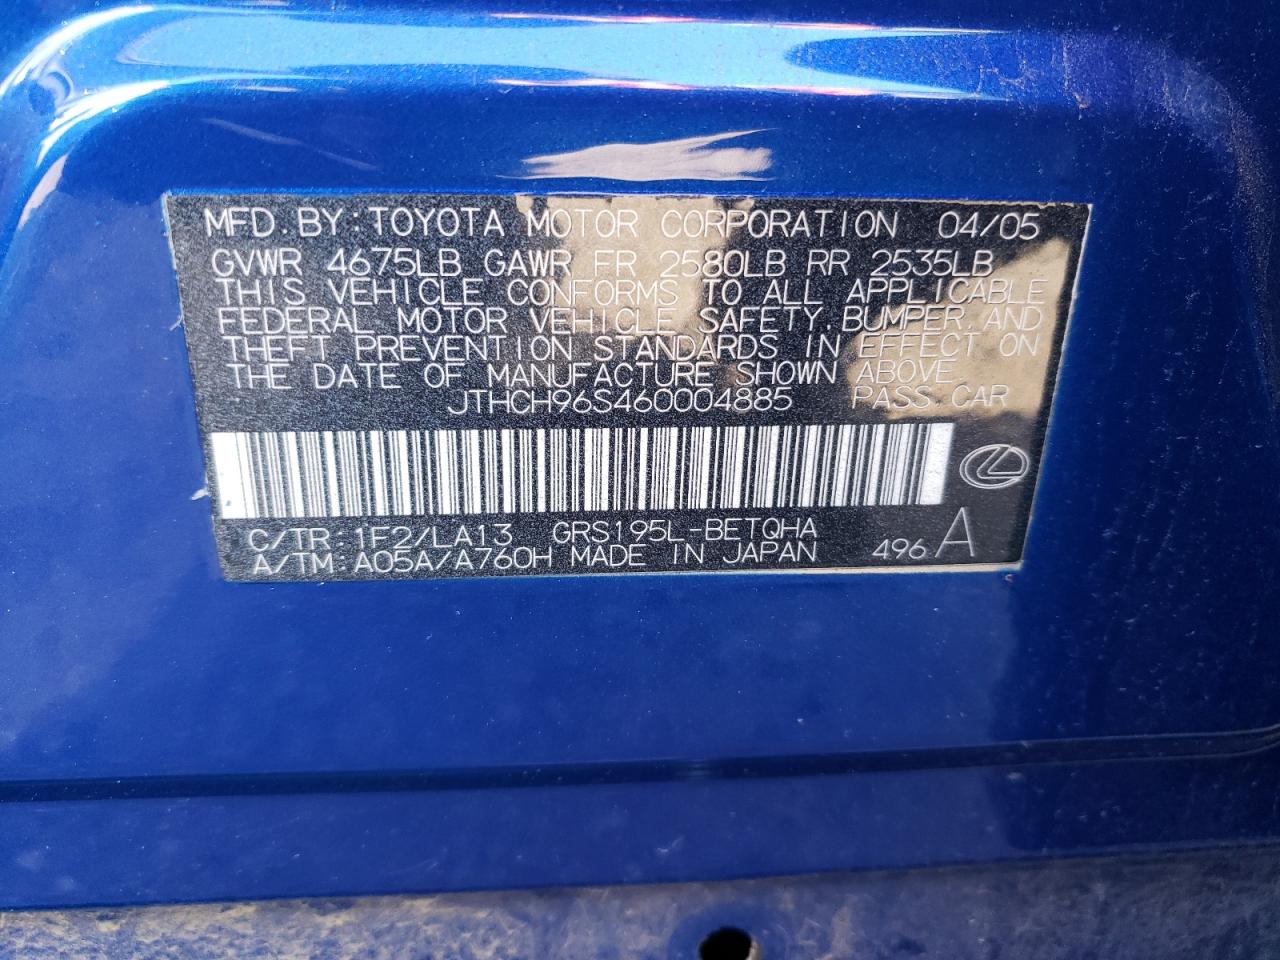 MFD. BY: TOYOTA MOTOR CORPORATION 04/05
GVWR 4675LB GAWR FR 2580LB RR 2535LB
THIS VEHICLE CONFORMS TO ALL APPLICABLE
FEDERAL MOTOR VEHICLE SAFETY, BUMPER, AND
THEFT PREVENTION STANDARDS IN EFFECT ON
THE DATE OF MANUFACTURE SHOWN ABOVE
JTHCH96S460004885 PASS. CAR
C/TR: 1F2/LA13 GRS195L-BETQHA
A/TM: A05A/A760H MADE IN JAPAN 496 A